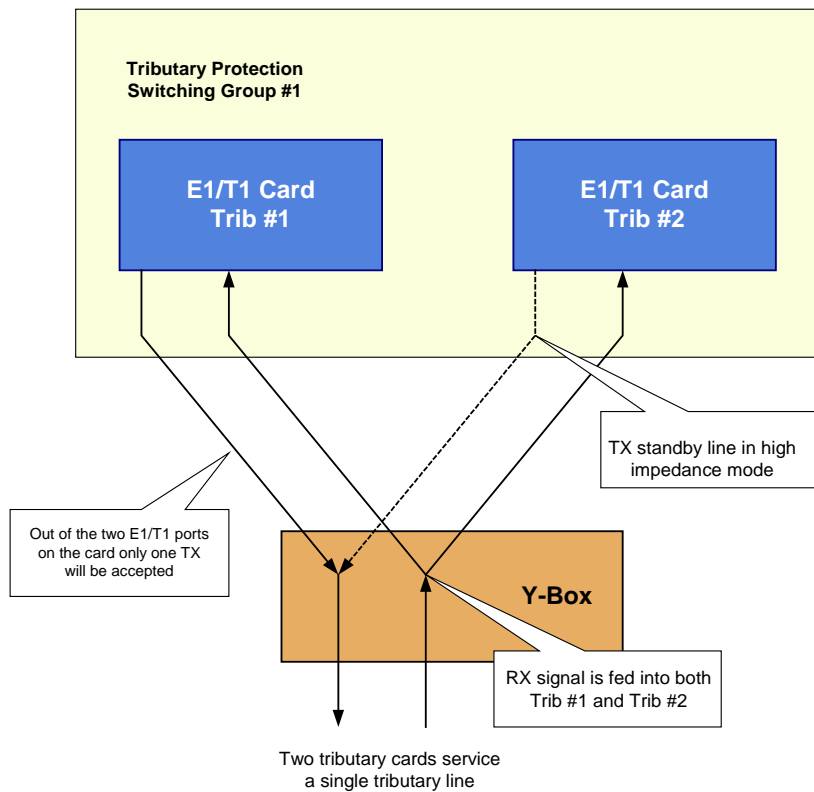 Tributary Protection
Switching Group #1
E1/T1 Card
Trib #1
E1/T1 Card
Trib #2
TX standby line in high
impedance mode
Out of the two E1/T1 ports
on the card only one TX
will be accepted
Y-Box
RX signal is fed into both
Trib #1 and Trib #2
Two tributary cards service
a single tributary line